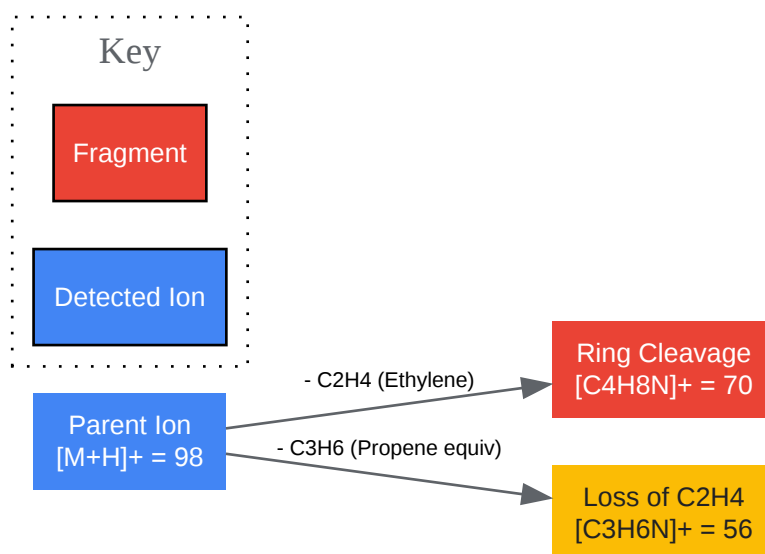 Key
Fragment
Detected Ion
Parent Ion
[M+H]+ = 98
- C2H4 (Ethylene)
- C3H6 (Propene equiv)
Ring Cleavage
[C4H8N]+ = 70
Loss of C2H4
[C3H6N]+ = 56